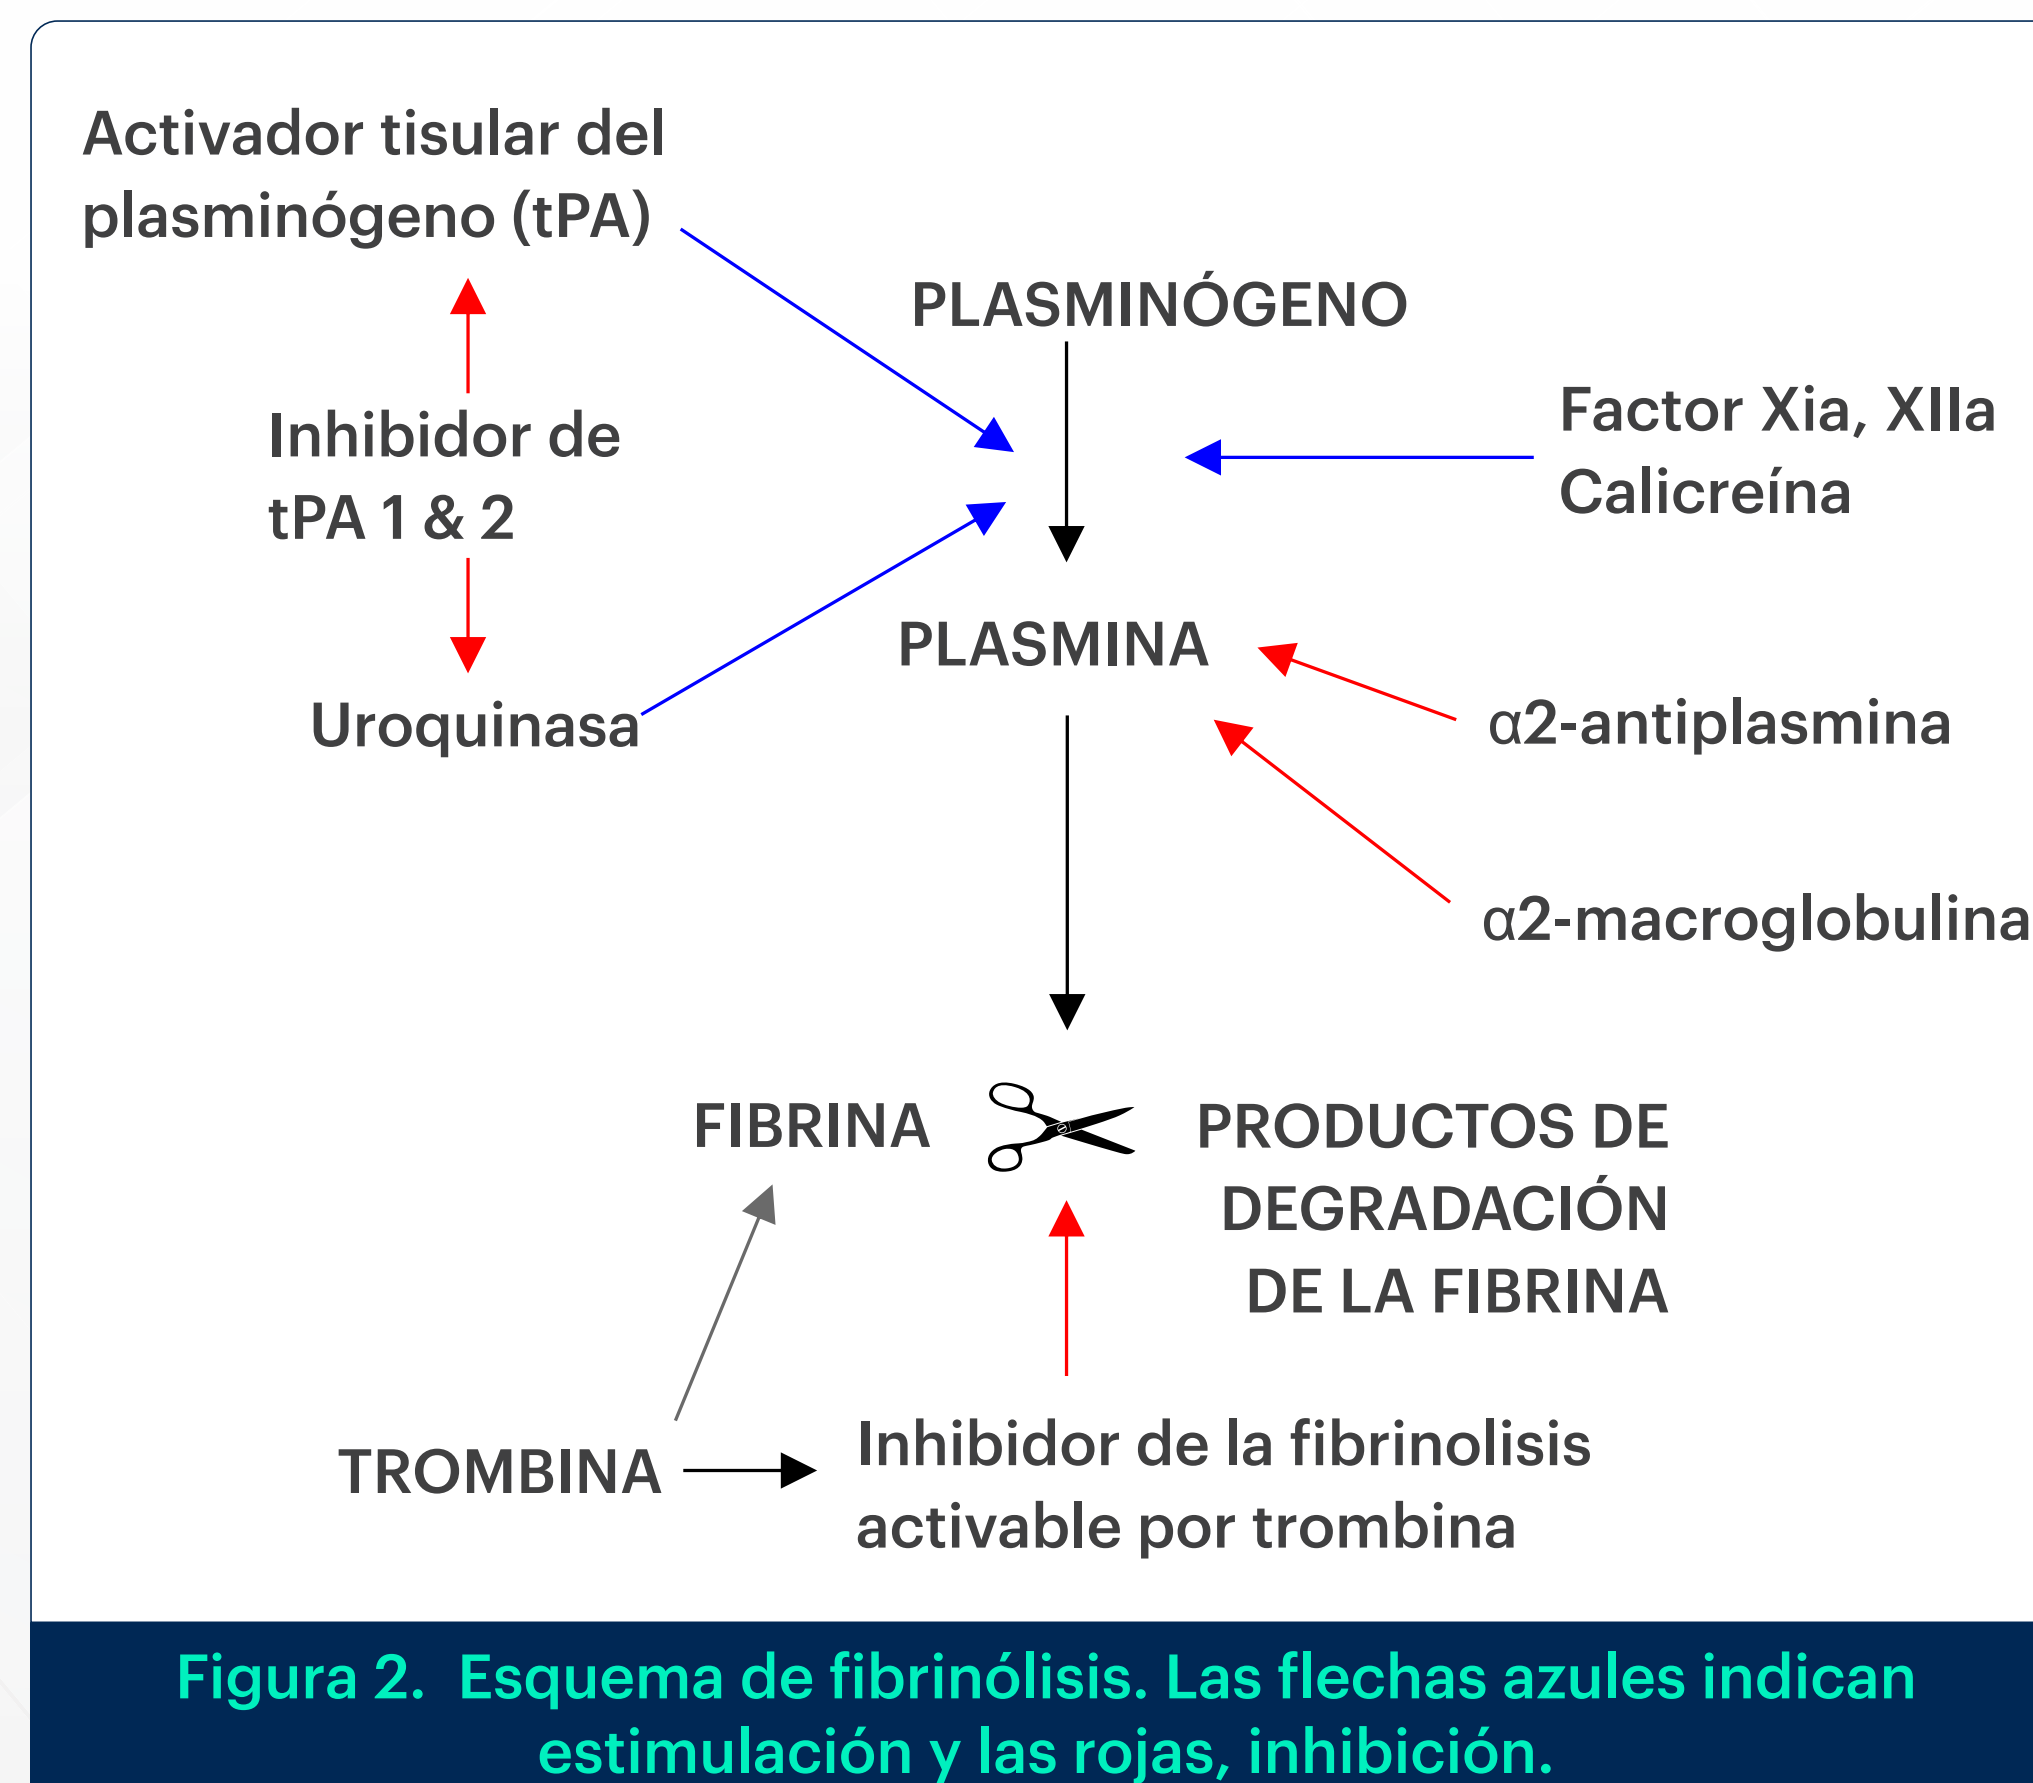 Activador tisular del
plasminógeno (tPA)
PLASMINÓGENO
Factor Xia, XIIa
Calicreína
Inhibidor de
tPA 1 & 2
PLASMINA
Uroquinasa
α2-antiplasmina
α2-macroglobulina
FIBRINA
PRODUCTOS DE
DEGRADACIÓN
DE LA FIBRINA
TROMBINA
Inhibidor de la fibrinolisis
activable por trombina
Figura 2. Esquema de fibrinólisis. Las flechas azules indican
estimulación y las rojas, inhibición.